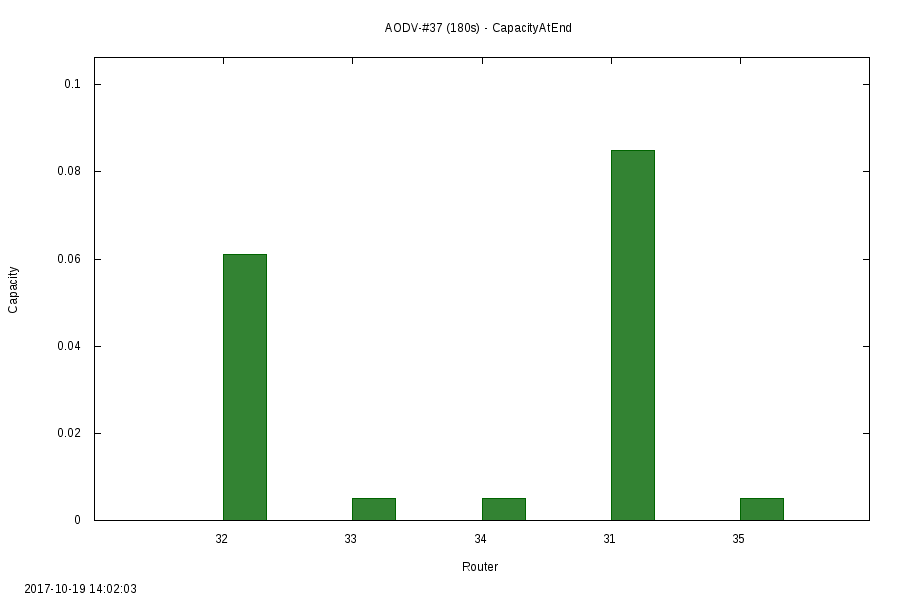 AODV-#37 (180s) - CapacityAtEnd
0.1
0.08
0.06
0.04
0.02
0
Capacity
32 33 34 31 35
Router
2017-10-19 14:02:03